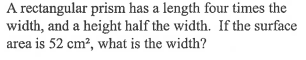 A rectangular prism has a length four times the
width, and a height half the width.  If the surface
area is 52 cm², what is the width?